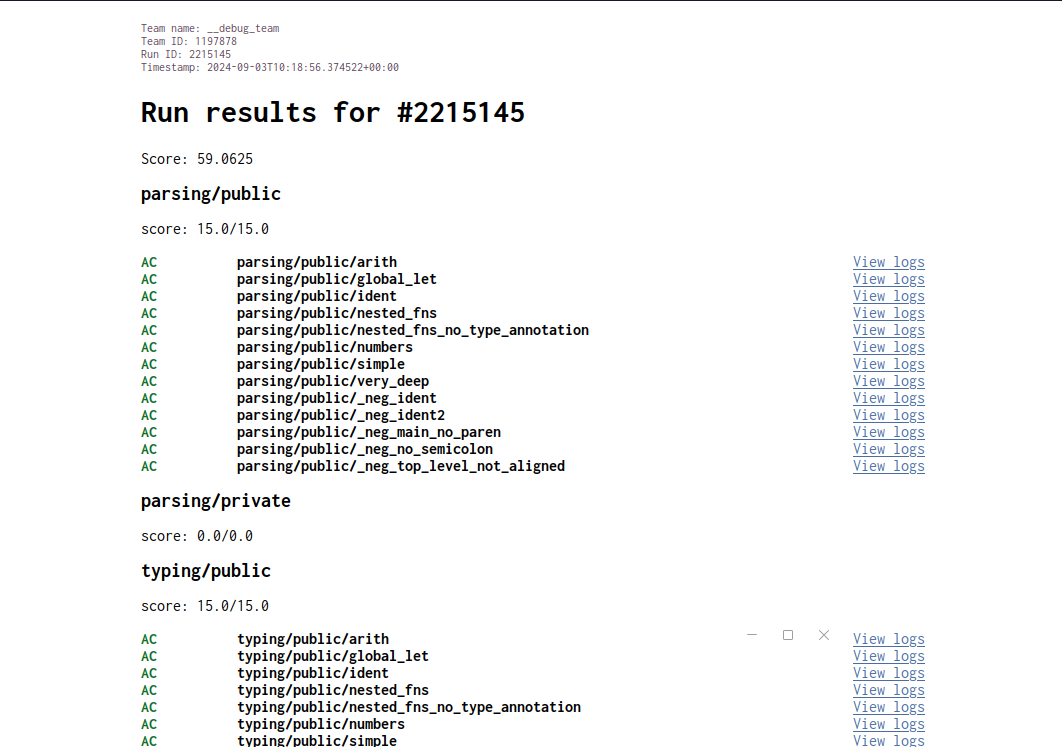 Team name: __debug_team
Team ID: 1197878
Run ID: 2215145
Timestamp: 2024-09-03T10:18:56.374522+00:00
Run results for #2215145
Score: 59.0625
parsing/public
score: 15.0/15.0
AC parsing/public/arith View logs
AC parsing/public/global_let View logs
AC parsing/public/ident View logs
AC parsing/public/nested_fns View logs
AC parsing/public/nested_fns_no_type_annotation View logs
AC parsing/public/numbers View logs
AC parsing/public/simple View logs
AC parsing/public/very_deep View logs
AC parsing/public/_neg_ident View logs
AC parsing/public/_neg_ident2 View logs
AC parsing/public/_neg_main_no_paren View logs
AC parsing/public/_neg_no_semicolon View logs
AC parsing/public/_neg_top_level_not_aligned View logs
parsing/private
score: 0.0/0.0
typing/public
score: 15.0/15.0
AC typing/public/arith View logs
AC typing/public/global_let View logs
AC typing/public/ident View logs
AC typing/public/nested_fns View logs
AC typing/public/nested_fns_no_type_annotation View logs
AC typing/public/numbers View logs
AC typing/public/simple View logs